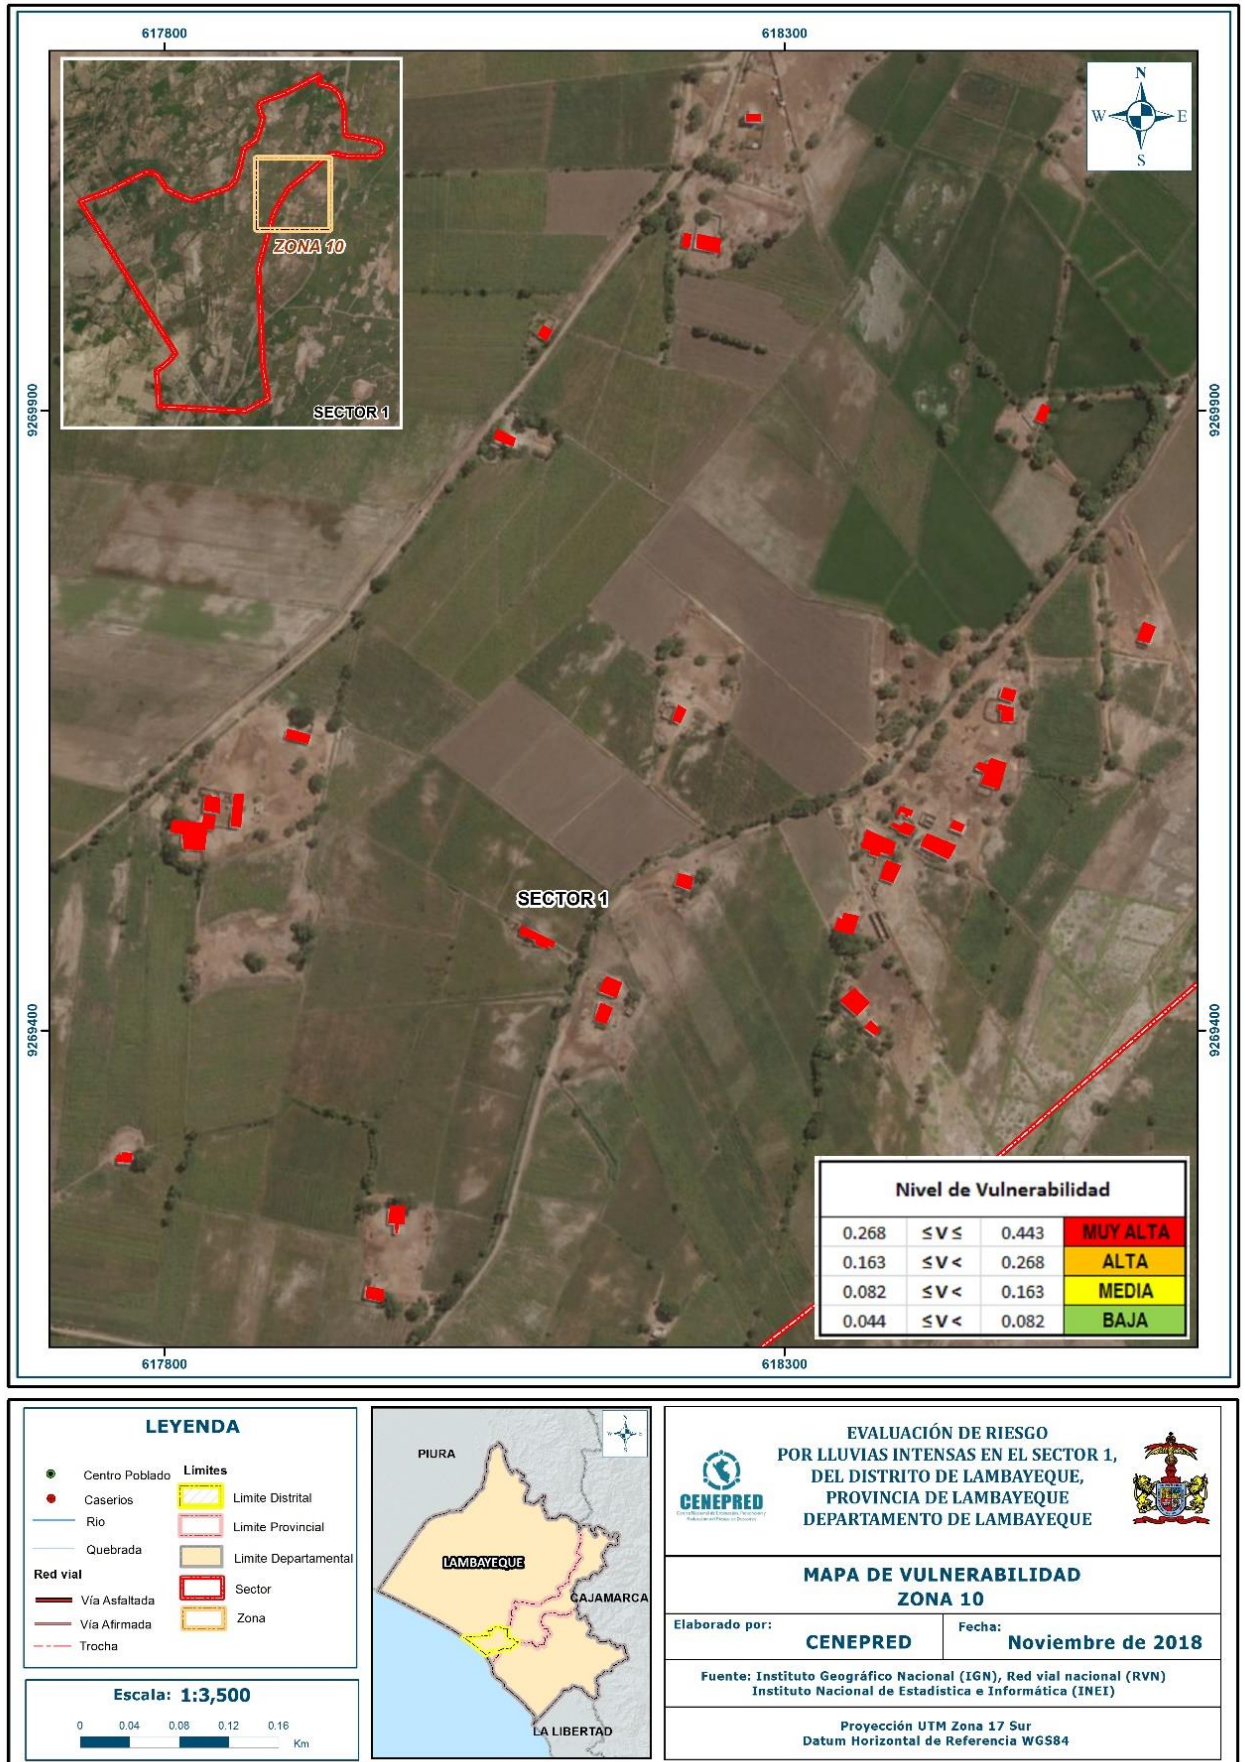 617800
618300
N
W
E
S
ZONA 10
SECTOR 1
9269900
9269900
SECTOR 1
9269400
9269400
Nivel de Vulnerabilidad
0.268 ≤ V ≤ 0.443 MUY ALTA
0.163 ≤ V < 0.268 ALTA
0.082 ≤ V < 0.163 MEDIA
0.044 ≤ V < 0.082 BAJA
617800
618300
LEYENDA
Centro Poblado
Caserios
Rio
Quebrada
Red vial
Vía Asfaltada
Vía Afirmada
Trocha
Límites
Limite Distrital
Limite Provincial
Limite Departamental
Sector
Zona
Escala: 1:3,500
0 0.04 0.08 0.12 0.16
Km
PIURA
LAMBAYEQUE
CAJAMARCA
LA LIBERTAD
CENEPRED
EVALUACIÓN DE RIESGO
POR LLUVIAS INTENSAS EN EL SECTOR 1,
DEL DISTRITO DE LAMBAYEQUE,
PROVINCIA DE LAMBAYEQUE
DEPARTAMENTO DE LAMBAYEQUE
MAPA DE VULNERABILIDAD
ZONA 10
Elaborado por:
CENEPRED
Fecha:
Noviembre de 2018
Fuente: Instituto Geográfico Nacional (IGN), Red vial nacional (RVN)
Instituto Nacional de Estadística e Informática (INEI)
Proyección UTM Zona 17 Sur
Datum Horizontal de Referencia WGS84